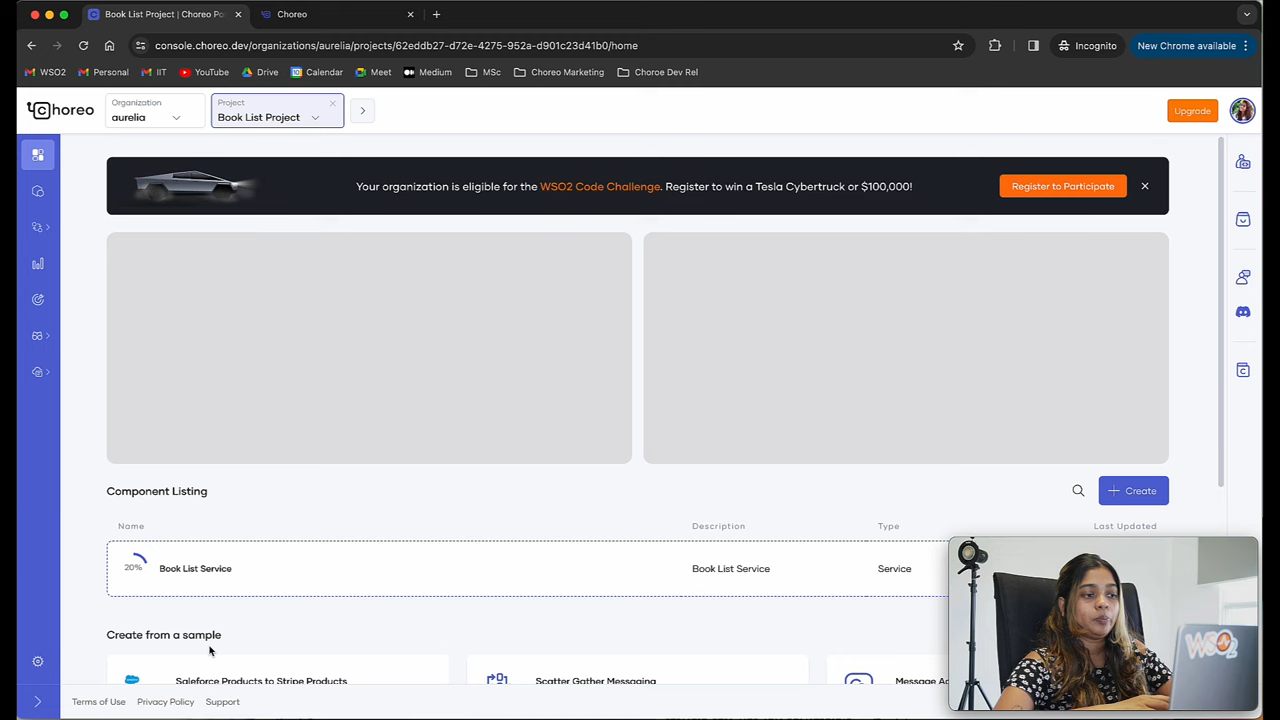 Book List Project | Choreo Po
Choreo
console.choreo.dev/organizations/aurelia/projects/62eddb27-d72e-4275-952a-d901c23d41b0/home
Incognito
New Chrome available
WSO2
Personal
IIT
YouTube
Drive
Calendar
Meet
Medium
MSc
Choreo Marketing
Choroe Dev Rel
Choreo
Organization
aurelia
Project
Book List Project
Upgrade
Your organization is eligible for the WSO2 Code Challenge. Register to win a Tesla Cybertruck or $100,000!
Register to Participate
Component Listing
Create
Name
Description
Type
Last Updated
20%
Book List Service
Book List Service
Service
Create from a sample
Saleforce Products to Stripe Products
Scatter Gather Messaging
Terms of Use
Privacy Policy
Support
WSO2